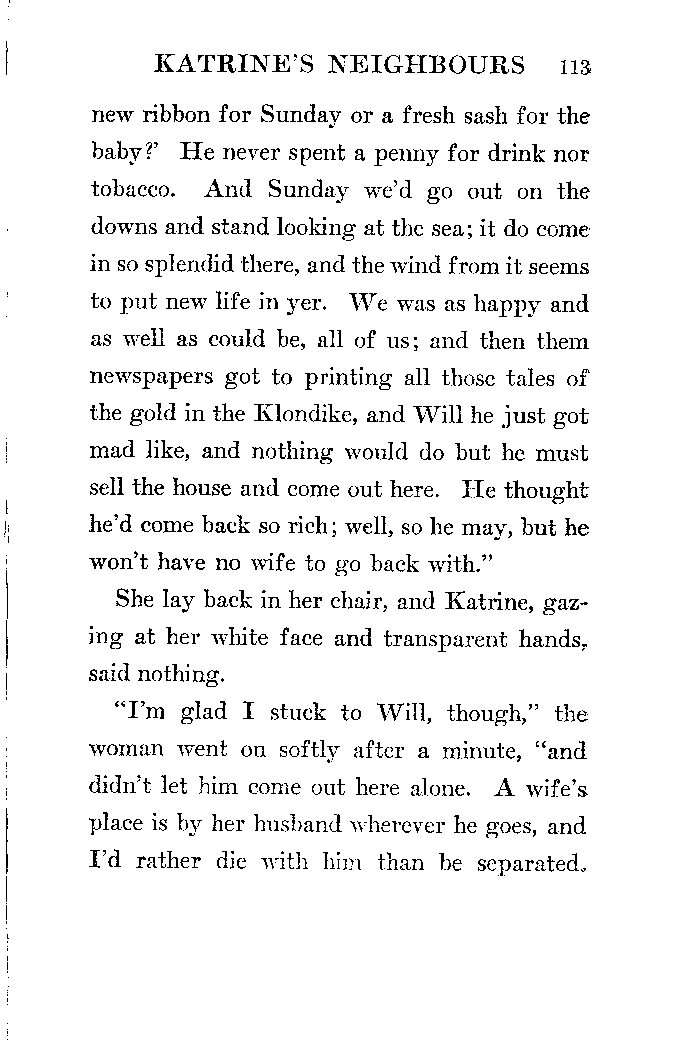 KATRINE'S NEIGHBOURS 113
new ribbon for Sunday or a fresh sash for the
baby?' He never spent a penny for drink nor
tobacco. And Sunday we'd go out on the
downs and stand looking at the sea; it do come
in so splendid there, and the wind from it seems
to put new life in yer. We was as happy and
as well as could be, all of us; and then them
newspapers got to printing all those tales of
the gold in the Klondike, and Will he just got
mad like, and nothing would do but he must
sell the house and come out here. He thought
he'd come back so rich; well, so he may, but he
won't have no wife to go back with."
She lay back in her chair, and Katrine, gaz-
ing at her white face and transparent hands,
said nothing.
"I'm glad I stuck to Will, though," the
woman went on softly after a minute, "and
didn't let him come out here alone. A wife's
place is by her husband wherever he goes, and
I'd rather die with him than be separated.